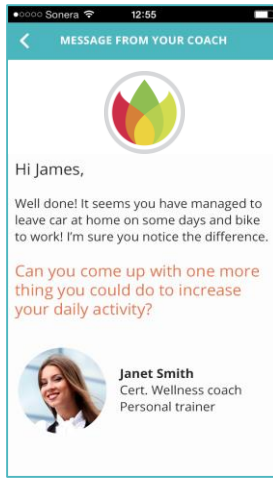 ●○○○○ Sonera 12:55
MESSAGE FROM YOUR COACH
Hi James,
Well done! It seems you have managed to
leave car at home on some days and bike
to work! I'm sure you notice the difference.
Can you come up with one more
thing you could do to increase
your daily activity?
Janet Smith
Cert. Wellness coach
Personal trainer